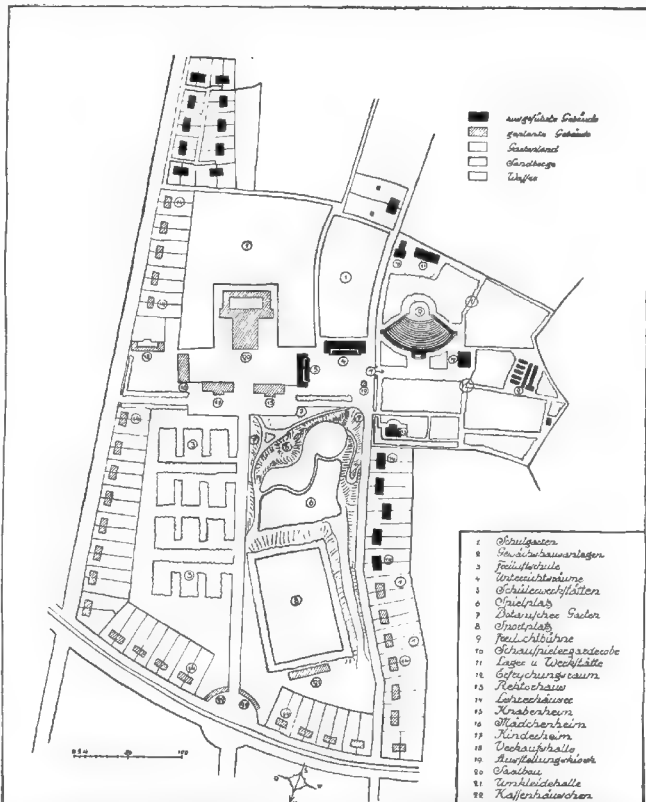 ausgeführte Gebäude
geplante Gebäude
Gartenland
Sandberge
Wasser
1 Schulgarten
2 Gewächshausanlagen
3 Freiluftschule
4 Unterrichtsräume
5 Schülerwerkstätten
6 Spielplatz
7 Botanischer Garten
8 Sportplatz
9 Freilichtbühne
10 Schauspielergarderobe
11 Lager u Werkstätte
12 Erfrischungsraum
13 Rektorhaus
14 Lehrerhäuser
15 Knabenheim
16 Mädchenheim
17 Kinderheim
18 Verkaufshalle
19 Ausstellungskiosk
20 Saalbau
21 Umkleidehalle
22 Kassenhäuschen